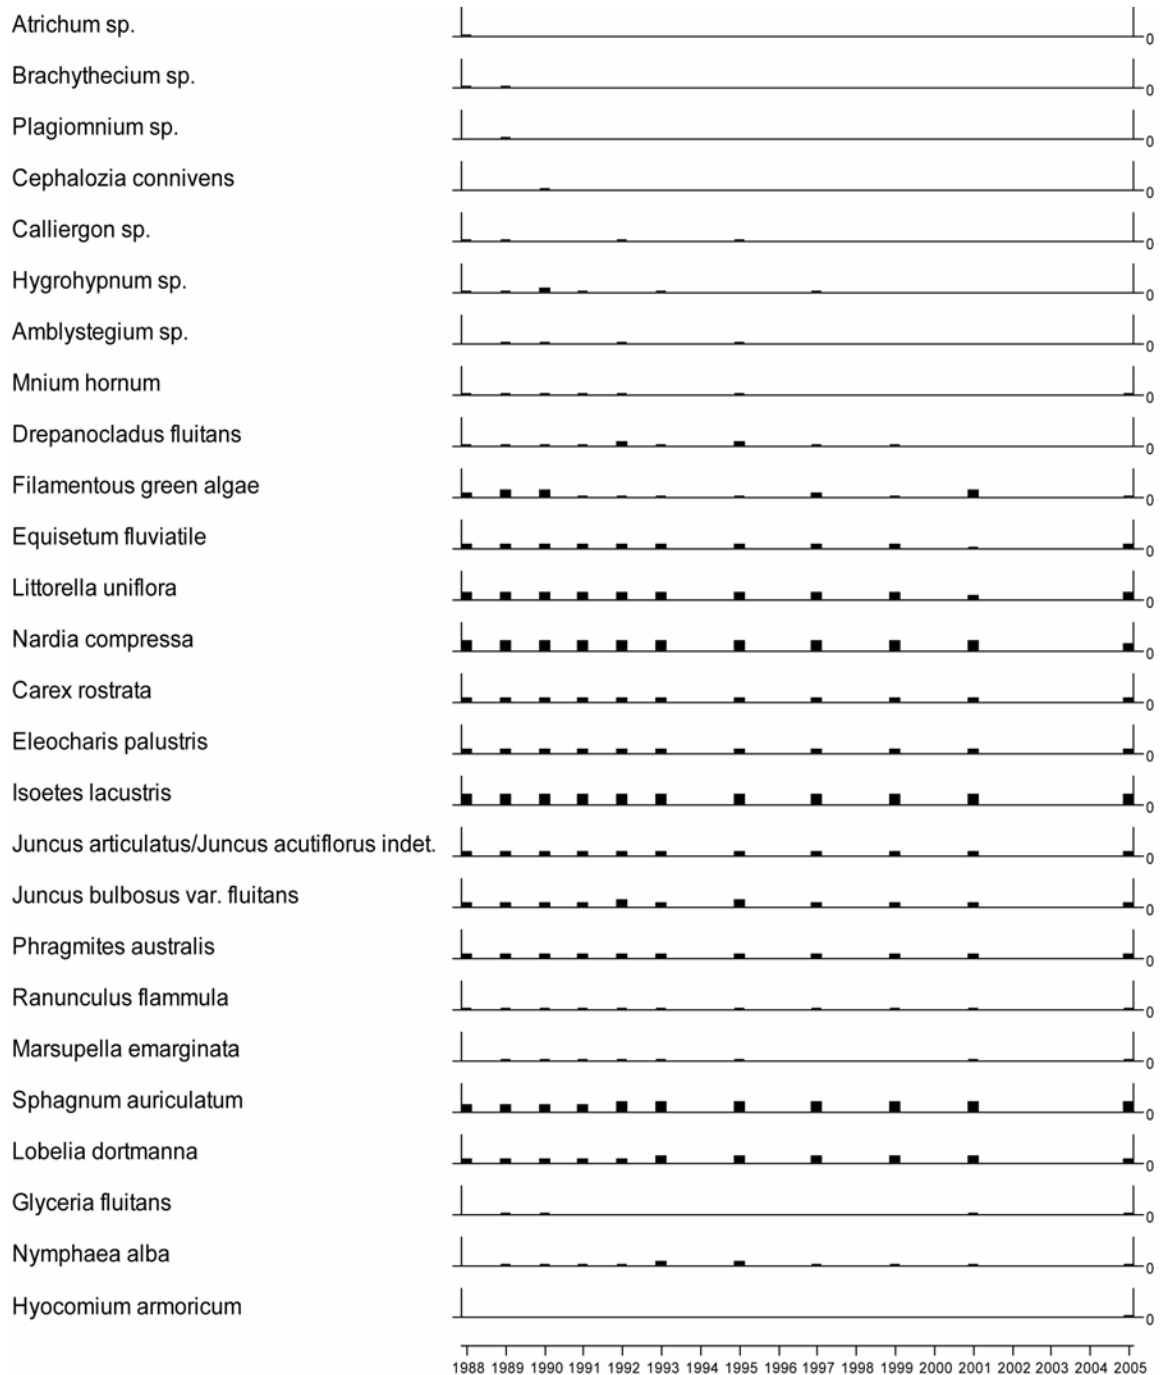 Atrichum sp.
0
Brachythecium sp.
0
Plagiomnium sp.
0
Cephalozia connivens
0
Calliergon sp.
0
Hygrohypnum sp.
0
Amblystegium sp.
0
Mnium hornum
0
Drepanocladus fluitans
0
Filamentous green algae
0
Equisetum fluviatile
0
Littorella uniflora
0
Nardia compressa
0
Carex rostrata
0
Eleocharis palustris
0
Isoetes lacustris
0
Juncus articulatus/Juncus acutiflorus indet.
0
Juncus bulbosus var. fluitans
0
Phragmites australis
0
Ranunculus flammula
0
Marsupella emarginata
0
Sphagnum auriculatum
0
Lobelia dortmanna
0
Glyceria fluitans
0
Nymphaea alba
0
Hyocomium armoricum
0
1988 1989 1990 1991 1992 1993 1994 1995 1996 1997 1998 1999 2000 2001 2002 2003 2004 2005